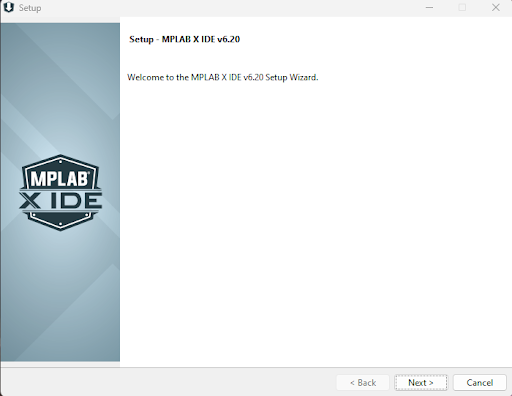 Setup
Setup - MPLAB X IDE v6.20
Welcome to the MPLAB X IDE v6.20 Setup Wizard.
MPLAB®
X IDE
< Back
Next >
Cancel